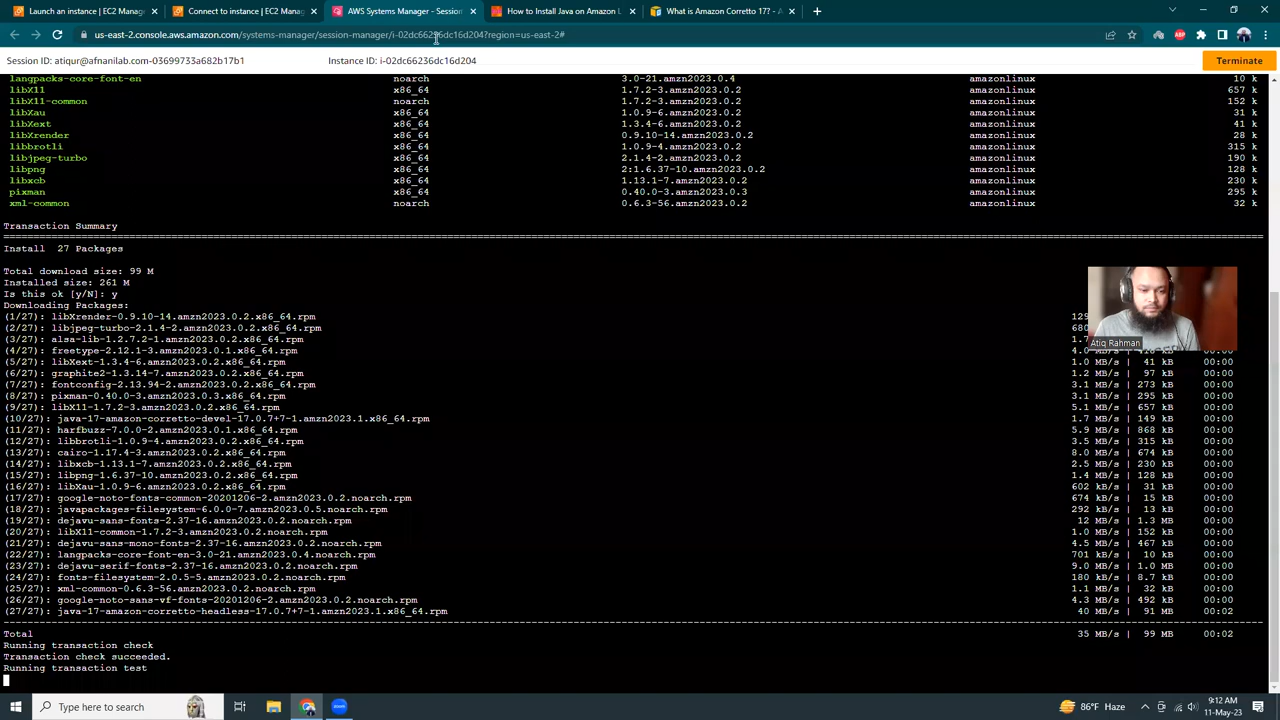 Launch an instance | EC2 Manage
Connect to instance | EC2 Manag
AWS Systems Manager - Session
How to Install Java on Amazon L
What is Amazon Corretto 17? - A
us-east-2.console.aws.amazon.com/systems-manager/session-manager/i-02dc66236dc16d204?region=us-east-2#
Session ID: atiqur@afnanilab.com-03699733a682b17b1
Instance ID: i-02dc66236dc16d204
Terminate
langpacks-core-font-en noarch 3.0-21.amzn2023.0.4 amazonlinux 10 k
libX11 x86_64 1.7.2-3.amzn2023.0.2 amazonlinux 657 k
libX11-common noarch 1.7.2-3.amzn2023.0.2 amazonlinux 152 k
libXau x86_64 1.0.9-6.amzn2023.0.2 amazonlinux 31 k
libXext x86_64 1.3.4-6.amzn2023.0.2 amazonlinux 41 k
libXrender x86_64 0.9.10-14.amzn2023.0.2 amazonlinux 28 k
libbrotli x86_64 1.0.9-4.amzn2023.0.2 amazonlinux 315 k
libjpeg-turbo x86_64 2.1.4-2.amzn2023.0.2 amazonlinux 190 k
libpng x86_64 2:1.6.37-10.amzn2023.0.2 amazonlinux 128 k
libxcb x86_64 1.13.1-7.amzn2023.0.2 amazonlinux 230 k
pixman x86_64 0.40.0-3.amzn2023.0.3 amazonlinux 295 k
xml-common noarch 0.6.3-56.amzn2023.0.2 amazonlinux 32 k
Transaction Summary
Install 27 Packages
Total download size: 99 M
Installed size: 261 M
Is this ok [y/N]: y
Downloading Packages:
(1/27): libXrender-0.9.10-14.amzn2023.0.2.x86_64.rpm 129
(2/27): libjpeg-turbo-2.1.4-2.amzn2023.0.2.x86_64.rpm 680
(3/27): alsa-lib-1.2.7.2-1.amzn2023.0.2.x86_64.rpm 1.7
(4/27): freetype-2.12.1-3.amzn2023.0.1.x86_64.rpm 4.0 MB/s | 418 kB 00:00
(5/27): libXext-1.3.4-6.amzn2023.0.2.x86_64.rpm 1.0 MB/s | 41 kB 00:00
(6/27): graphite2-1.3.14-7.amzn2023.0.2.x86_64.rpm 1.2 MB/s | 97 kB 00:00
(7/27): fontconfig-2.13.94-2.amzn2023.0.2.x86_64.rpm 3.1 MB/s | 273 kB 00:00
(8/27): pixman-0.40.0-3.amzn2023.0.3.x86_64.rpm 3.1 MB/s | 295 kB 00:00
(9/27): libX11-1.7.2-3.amzn2023.0.2.x86_64.rpm 5.1 MB/s | 657 kB 00:00
(10/27): java-17-amazon-corretto-devel-17.0.7+7-1.amzn2023.1.x86_64.rpm 1.7 MB/s | 149 kB 00:00
(11/27): harfbuzz-7.0.0-2.amzn2023.0.1.x86_64.rpm 5.9 MB/s | 868 kB 00:00
(12/27): libbrotli-1.0.9-4.amzn2023.0.2.x86_64.rpm 3.5 MB/s | 315 kB 00:00
(13/27): cairo-1.17.4-3.amzn2023.0.2.x86_64.rpm 8.0 MB/s | 674 kB 00:00
(14/27): libxcb-1.13.1-7.amzn2023.0.2.x86_64.rpm 2.5 MB/s | 230 kB 00:00
(15/27): libpng-1.6.37-10.amzn2023.0.2.x86_64.rpm 1.4 MB/s | 128 kB 00:00
(16/27): libXau-1.0.9-6.amzn2023.0.2.x86_64.rpm 602 kB/s | 31 kB 00:00
(17/27): google-noto-fonts-common-20201206-2.amzn2023.0.2.noarch.rpm 674 kB/s | 15 kB 00:00
(18/27): javapackages-filesystem-6.0.0-7.amzn2023.0.5.noarch.rpm 292 kB/s | 13 kB 00:00
(19/27): dejavu-sans-fonts-2.37-16.amzn2023.0.2.noarch.rpm 12 MB/s | 1.3 MB 00:00
(20/27): libX11-common-1.7.2-3.amzn2023.0.2.noarch.rpm 1.0 MB/s | 152 kB 00:00
(21/27): dejavu-sans-mono-fonts-2.37-16.amzn2023.0.2.noarch.rpm 4.5 MB/s | 467 kB 00:00
(22/27): langpacks-core-font-en-3.0-21.amzn2023.0.4.noarch.rpm 701 kB/s | 10 kB 00:00
(23/27): dejavu-serif-fonts-2.37-16.amzn2023.0.2.noarch.rpm 9.0 MB/s | 1.0 MB 00:00
(24/27): fonts-filesystem-2.0.5-5.amzn2023.0.2.noarch.rpm 180 kB/s | 8.7 kB 00:00
(25/27): xml-common-0.6.3-56.amzn2023.0.2.noarch.rpm 1.1 MB/s | 32 kB 00:00
(26/27): google-noto-sans-vf-fonts-20201206-2.amzn2023.0.2.noarch.rpm 4.3 MB/s | 492 kB 00:00
(27/27): java-17-amazon-corretto-headless-17.0.7+7-1.amzn2023.1.x86_64.rpm 40 MB/s | 91 MB 00:02
Total 35 MB/s | 99 MB 00:02
Running transaction check
Transaction check succeeded.
Running transaction test
Atiq Rahman
Type here to search
zoom
86°F Haze
9:12 AM
11-May-23